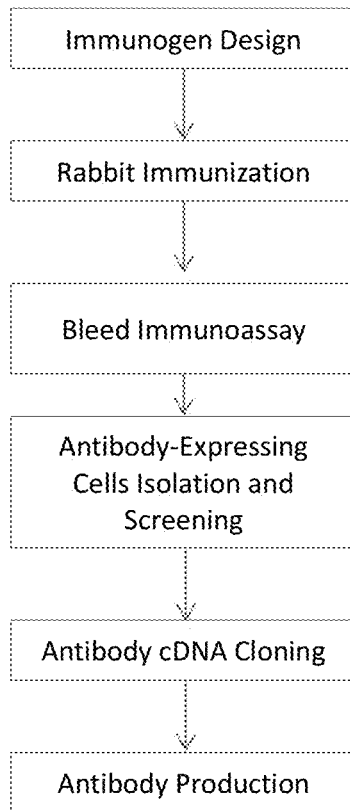 Immunogen Design
Rabbit Immunization
Bleed Immunoassay
Antibody-Expressing
Cells Isolation and
Screening
Antibody cDNA Cloning
Antibody Production